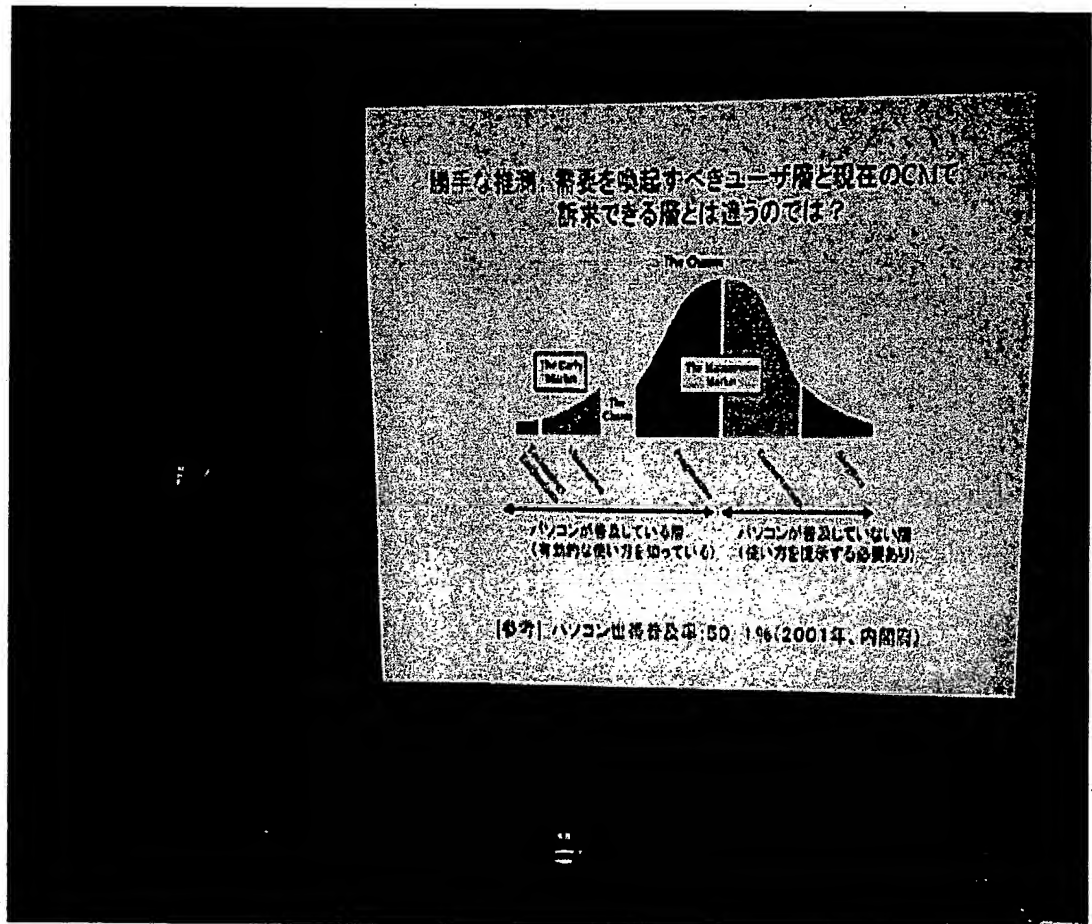 勝手な推測:需要を喚起すべきユーザ層と現在のCMで
訴求できる層とは違うのでは？
The Chasm
The Early
Market
The Mainstream
Market
The
Chasm
パソコンが普及している層
(有効的な使い方を知っている)
パソコンが普及していない層
(使い方を提示する必要あり)
[参考] パソコン世帯普及率:50.1%(2001年、内閣府)